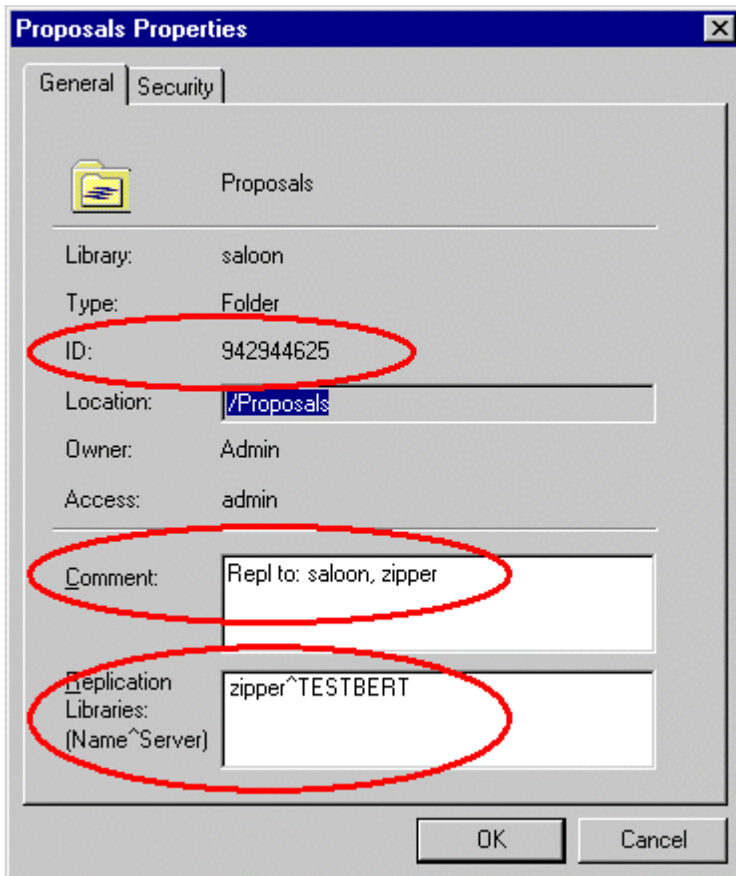 Proposals Properties
General Security
Proposals
Library: saloon
Type: Folder
ID: 942944625
Location: /Proposals
Owner: Admin
Access: admin
Comment: Repl to: saloon, zipper
Replication zipper^TESTBERT
Libraries:
(Name^Server)
OK Cancel